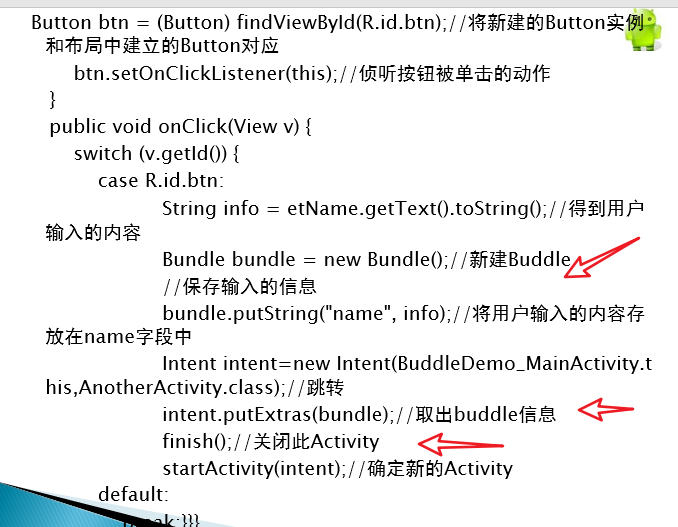 Button btn = (Button) findViewById(R.id.btn);//将新建的Button实例
和布局中建立的Button对应
btn.setOnClickListener(this);//侦听按钮被单击的动作
}
public void onClick(View v) {
switch (v.getId()) {
case R.id.btn:
String info = etName.getText().toString();//得到用户
输入的内容
Bundle bundle = new Bundle();//新建Buddle
//保存输入的信息
bundle.putString("name", info);//将用户输入的内容存
放在name字段中
Intent intent=new Intent(BuddleDemo_MainActivity.t
his,AnotherActivity.class);//跳转
intent.putExtras(bundle);//取出buddle信息
finish();//关闭此Activity
startActivity(intent);//确定新的Activity
default:
break;}}}